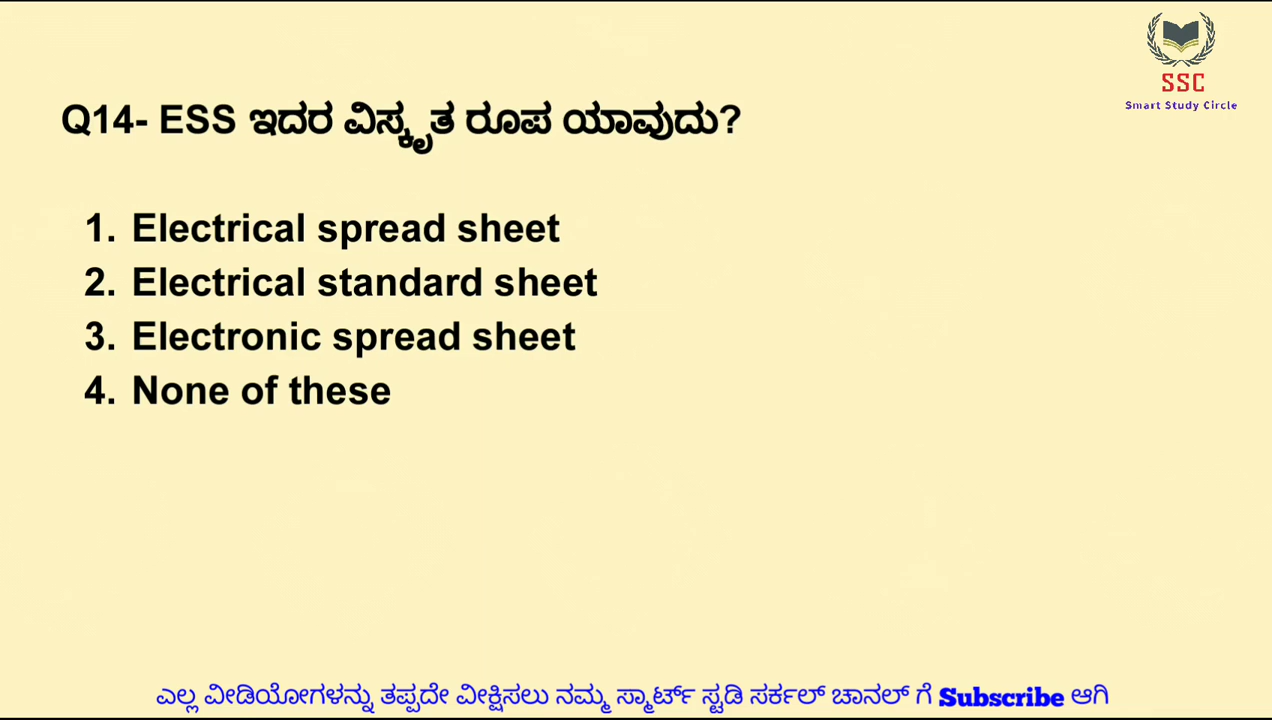 SSC
Smart Study Circle
Q14- ESS ಇದರ ವಿಸ್ಕೃತ ರೂಪ ಯಾವುದು?
1. Electrical spread sheet
2. Electrical standard sheet
3. Electronic spread sheet
4. None of these
ಎಲ್ಲ ವೀಡಿಯೋಗಳನ್ನು ತಪ್ಪದೇ ವೀಕ್ಷಿಸಲು ನಮ್ಮ ಸ್ಮಾರ್ಟ್ ಸ್ಟಡಿ ಸರ್ಕಲ್ ಚಾನಲ್ ಗೆ Subscribe ಆಗಿ